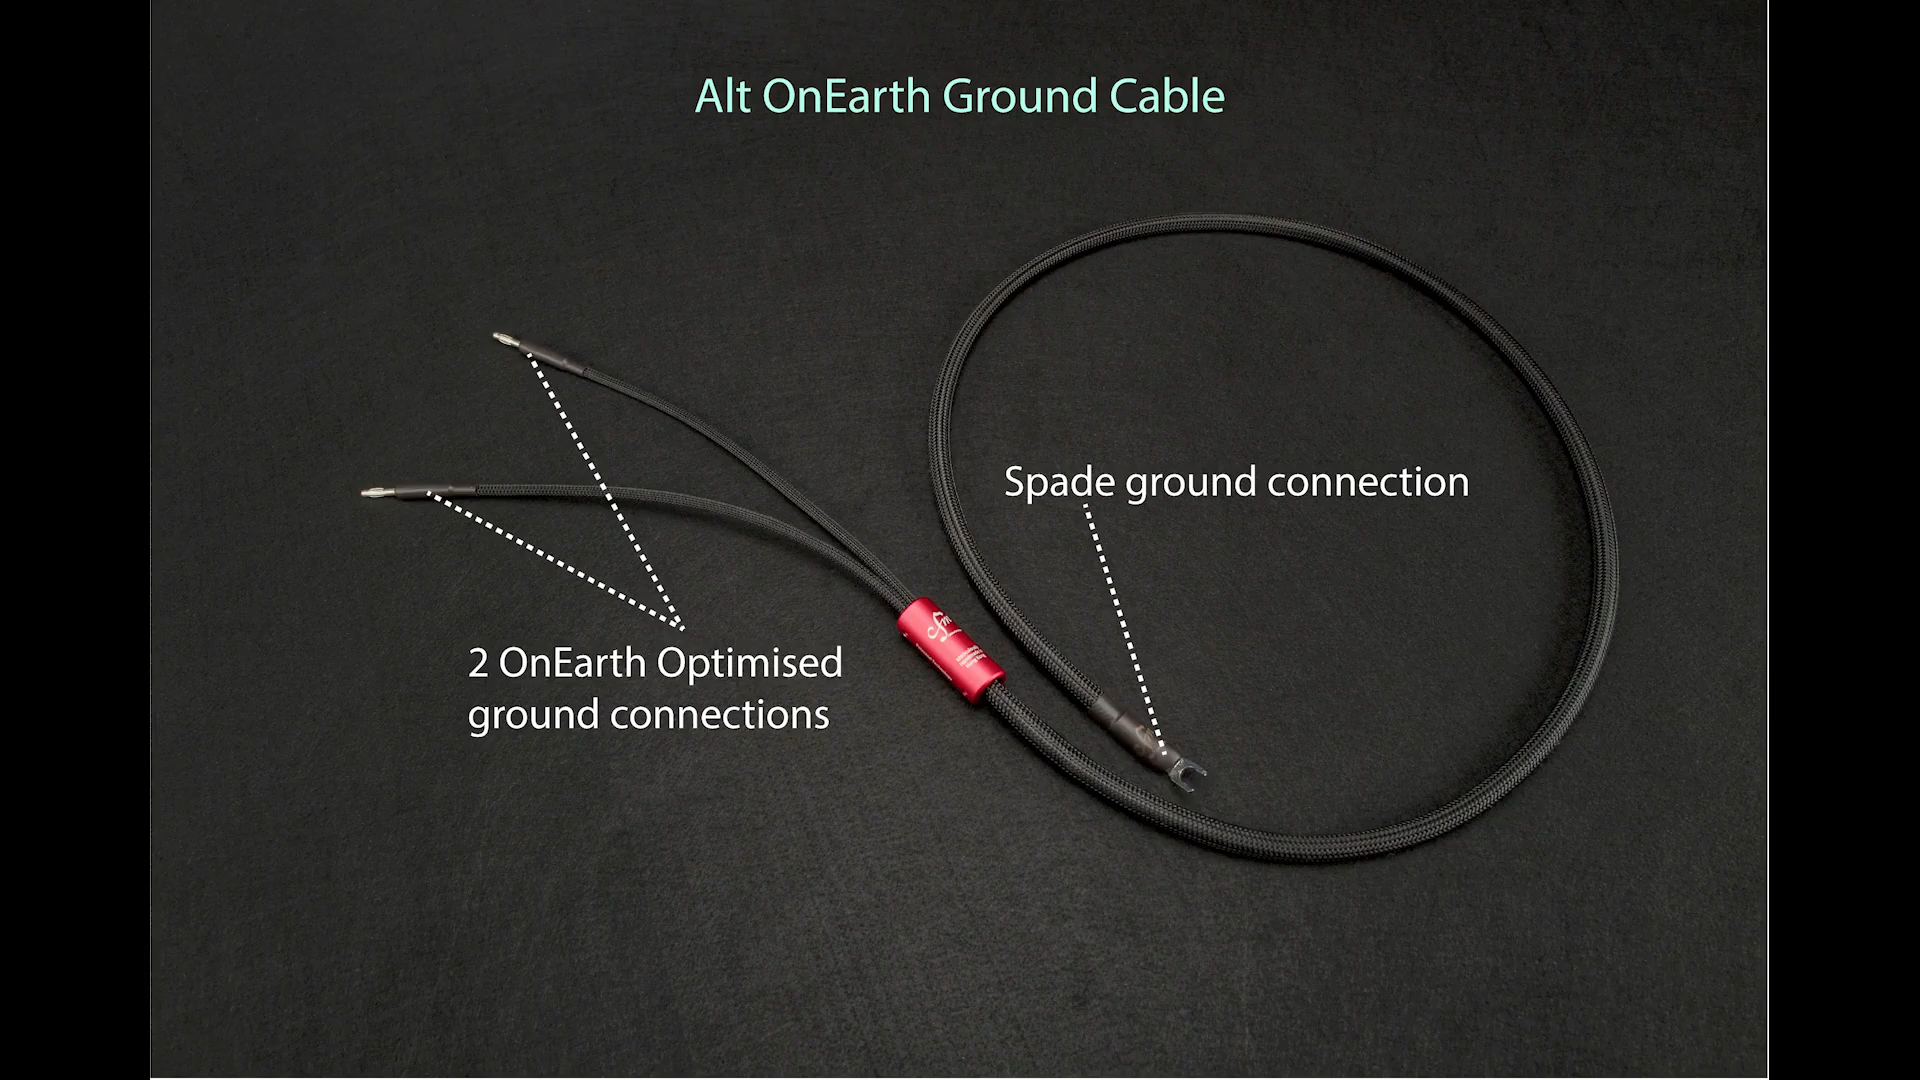 Alt OnEarth Ground Cable
Spade ground connection
2 OnEarth Optimised
ground connections